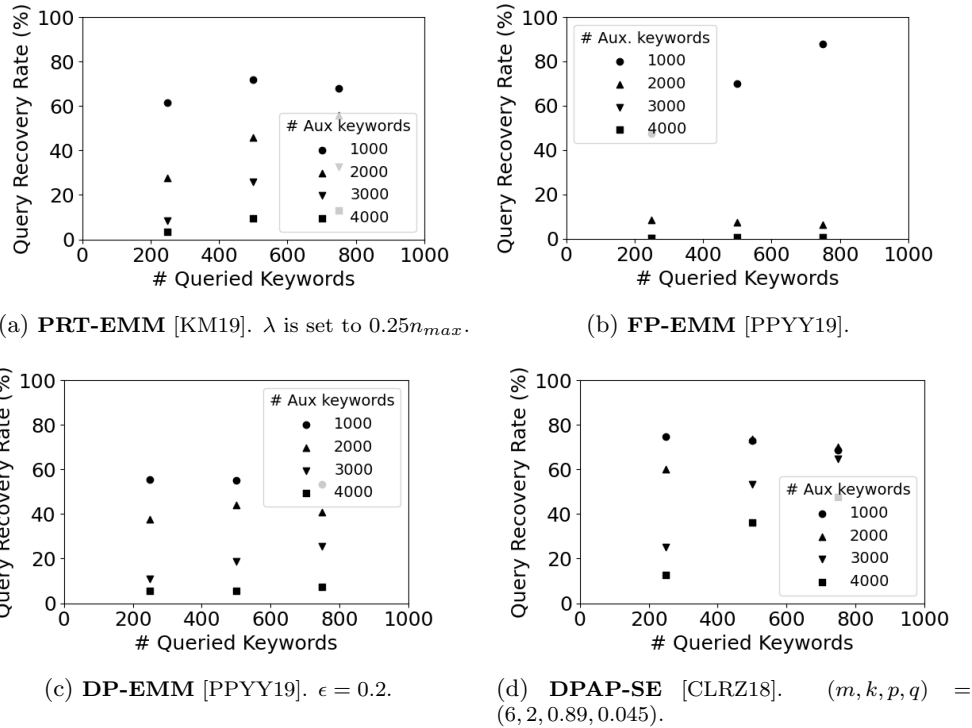 100
80
60
40
20
0
Query Recovery Rate (%)
# Aux keywords
1000
2000
3000
4000
0 200 400 600 800 1000
# Queried Keywords
(a) PRT-EMM [KM19]. λ is set to 0.25n_max.
100
80
60
40
20
0
Query Recovery Rate (%)
# Aux. keywords
1000
2000
3000
4000
0 200 400 600 800 1000
# Queried Keywords
(b) FP-EMM [PPYY19].
100
80
60
40
20
0
Query Recovery Rate (%)
# Aux keywords
1000
2000
3000
4000
0 200 400 600 800 1000
# Queried Keywords
(c) DP-EMM [PPYY19]. ϵ = 0.2.
100
80
60
40
20
0
Query Recovery Rate (%)
# Aux keywords
1000
2000
3000
4000
0 200 400 600 800 1000
# Queried Keywords
(d) DPAP-SE [CLRZ18]. (m, k, p, q) =
(6, 2, 0.89, 0.045).